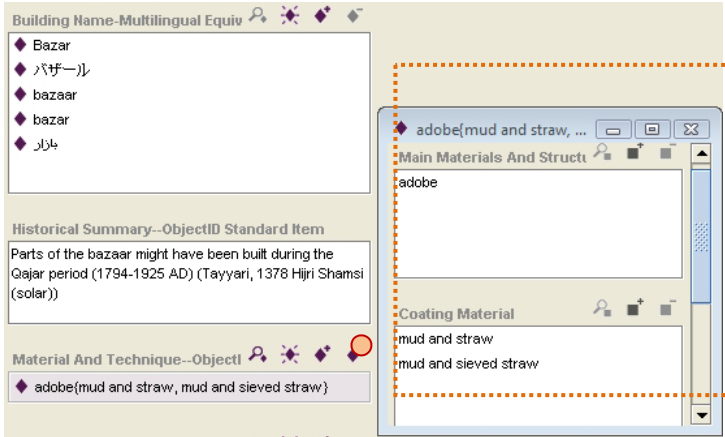 Building Name-Multilingual Equiv
Bazar
バザール
bazaar
bazar
بازار
Historical Summary--ObjectID Standard Item
Parts of the bazaar might have been built during the
Qajar period (1794-1925 AD) (Tayyari, 1378 Hijri Shamsi
(solar))
Material And Technique--ObjectI
adobe{mud and straw, mud and sieved straw}
adobe{mud and straw, ...
Main Materials And Structu
adobe
Coating Material
mud and straw
mud and sieved straw